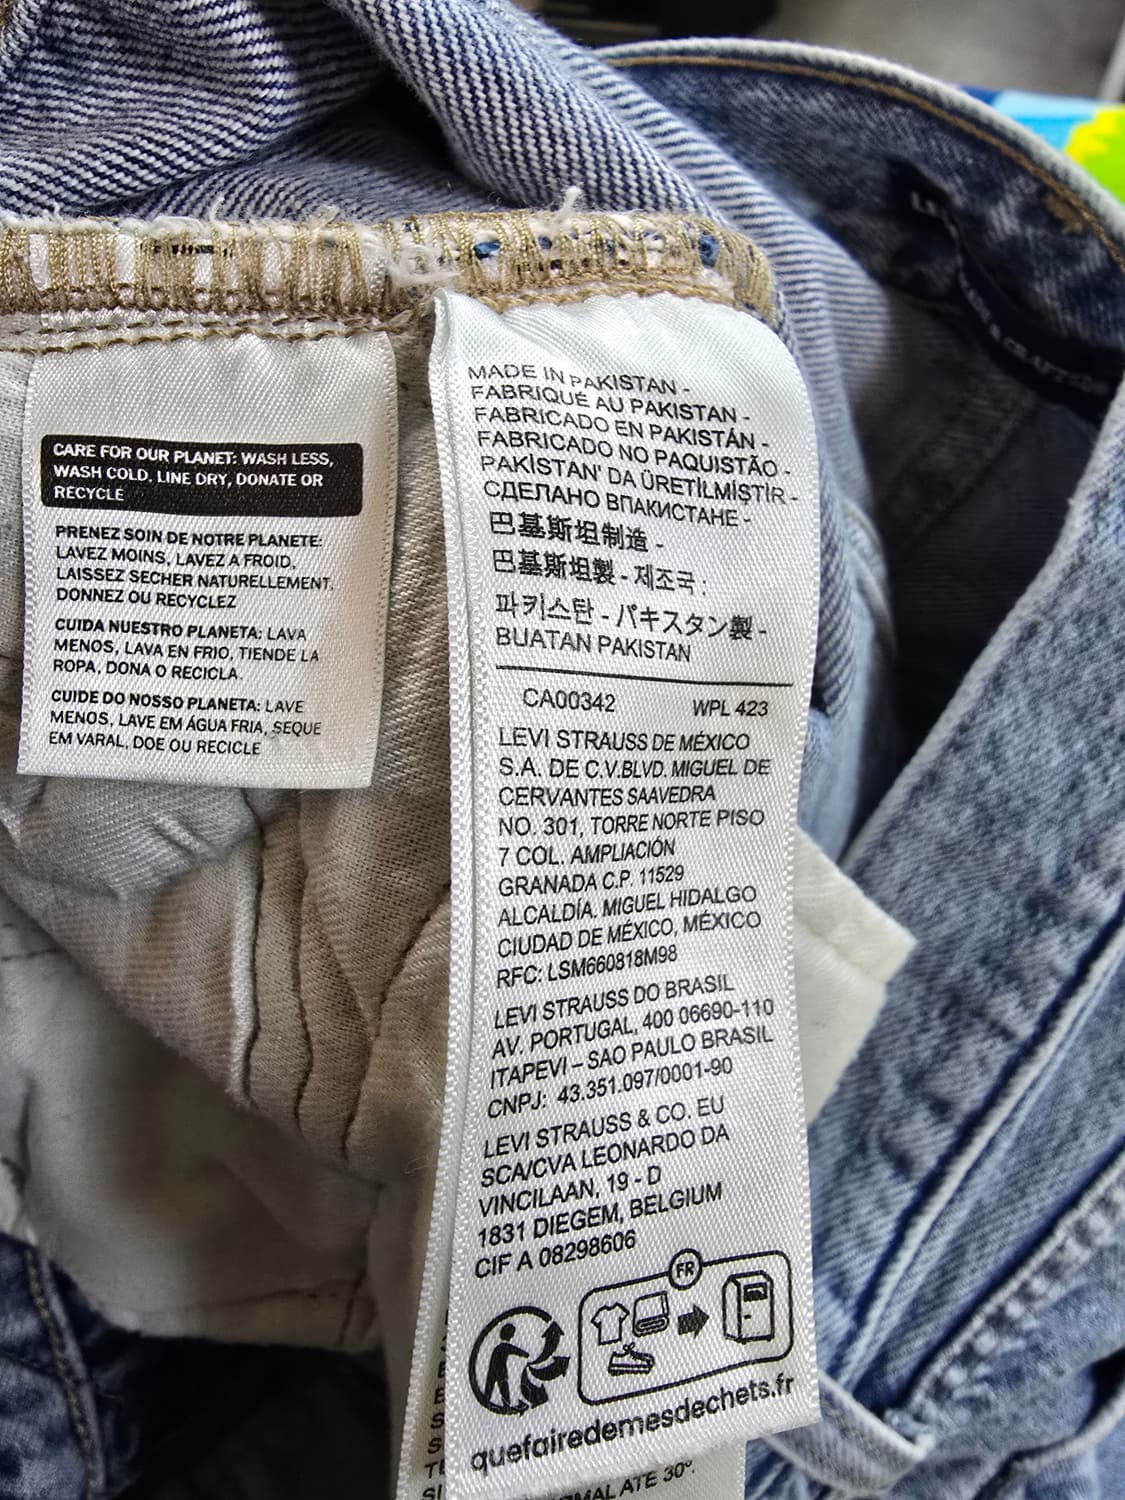 CARE FOR OUR PLANET: WASH LESS,
WASH COLD. LINE DRY, DONATE OR
RECYCLE
PRENEZ SOIN DE NOTRE PLANETE:
LAVEZ MOINS, LAVEZ A FROID,
LAISSEZ SECHER NATURELLEMENT,
DONNEZ OU RECYCLEZ
CUIDA NUESTRO PLANETA: LAVA
MENOS, LAVA EN FRIO, TIENDE LA
ROPA, DONA O RECICLA.
CUIDE DO NOSSO PLANETA: LAVE
MENOS, LAVE EM ÁGUA FRIA, SEQUE
EM VARAL, DOE OU RECICLE
MADE IN PAKISTAN -
FABRIQUÉ AU PAKISTAN -
FABRICADO EN PAKISTÁN -
FABRICADO NO PAQUISTÃO -
PAKİSTAN' DA ÜRETİLMİŞTİR -
СДЕЛАНО ВПАКИСТАНЕ -
巴基斯坦制造 -
巴基斯坦製 - 제조국 :
파키스탄 - パキスタン製 -
BUATAN PAKISTAN
CA00342 WPL 423
LEVI STRAUSS DE MÉXICO
S.A. DE C.V.BLVD. MIGUEL DE
CERVANTES SAAVEDRA
NO. 301, TORRE NORTE PISO
7 COL. AMPLIACIÓN
GRANADA C.P. 11529
ALCALDÍA. MIGUEL HIDALGO
CIUDAD DE MÉXICO, MÉXICO
RFC: LSM660818M98
LEVI STRAUSS DO BRASIL
AV. PORTUGAL, 400 06690-110
ITAPEVI – SAO PAULO BRASIL
CNPJ: 43.351.097/0001-90
LEVI STRAUSS & CO. EU
SCA/CVA LEONARDO DA
VINCILAAN, 19 - D
1831 DIEGEM, BELGIUM
CIF A 08298606
FR
quefairedemesdechets.fr
ATE 30º.